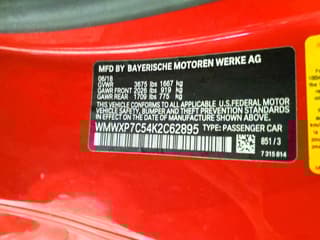 MFD BY BAYERISCHE MOTOREN WERKE AG
06/18
GVWR 3675 lbs 1667 kg
GAWR FRONT 2026 lbs 919 kg
GAWR REAR 1709 lbs 775 kg
THIS VEHICLE CONFORMS TO ALL APPLICABLE U.S.FEDERAL MOTOR
VEHICLE SAFETY, BUMPER AND THEFT PREVENTION
STANDARDS IN EFFECT ON THE DATE OF MANUFACTURE SHOWN ABOVE.
WMWXP7C54K2C62895 TYPE: PASSENGER CAR
851 / 3
7 315 814